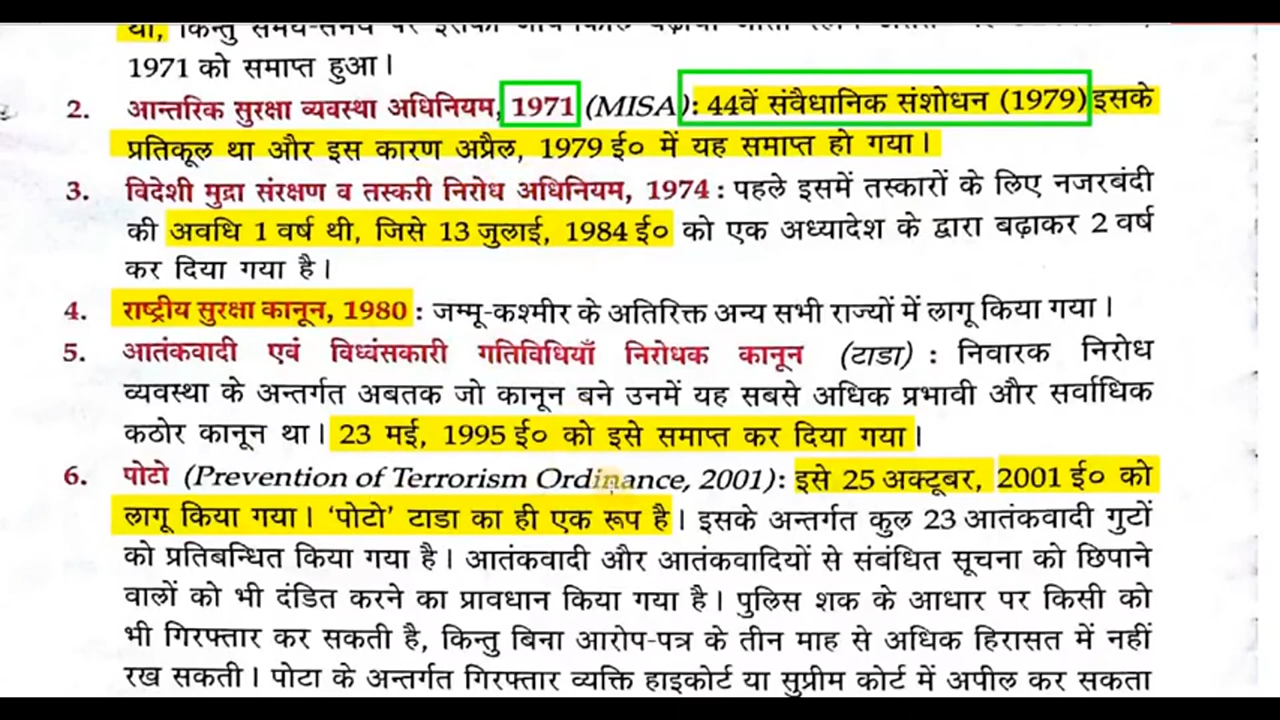 था, किन्तु समय-समय पर इसका
1971 को समाप्त हुआ।
2. आन्तरिक सुरक्षा व्यवस्था अधिनियम, 1971 (MISA): 44वें संवैधानिक संशोधन (1979) इसके
प्रतिकूल था और इस कारण अप्रैल, 1979 ई० में यह समाप्त हो गया।
3. विदेशी मुद्रा संरक्षण व तस्करी निरोध अधिनियम, 1974 : पहले इसमें तस्कारों के लिए नजरबंदी
की अवधि 1 वर्ष थी, जिसे 13 जुलाई, 1984 ई० को एक अध्यादेश के द्वारा बढ़ाकर 2 वर्ष
कर दिया गया है।
4. राष्ट्रीय सुरक्षा कानून, 1980 : जम्मू-कश्मीर के अतिरिक्त अन्य सभी राज्यों में लागू किया गया।
5. आतंकवादी एवं विध्वंसकारी गतिविधियाँ निरोधक कानून (टाडा) : निवारक निरोध
व्यवस्था के अन्तर्गत अबतक जो कानून बने उनमें यह सबसे अधिक प्रभावी और सर्वाधिक
कठोर कानून था। 23 मई, 1995 ई० को इसे समाप्त कर दिया गया।
6. पोटो (Prevention of Terrorism Ordinance, 2001): इसे 25 अक्टूबर, 2001 ई० को
लागू किया गया। ‘पोटो’ टाडा का ही एक रूप है। इसके अन्तर्गत कुल 23 आतंकवादी गुटों
को प्रतिबन्धित किया गया है। आतंकवादी और आतंकवादियों से संबंधित सूचना को छिपाने
वालों को भी दंडित करने का प्रावधान किया गया है। पुलिस शक के आधार पर किसी को
भी गिरफ्तार कर सकती है, किन्तु बिना आरोप-पत्र के तीन माह से अधिक हिरासत में नहीं
रख सकती। पोटा के अन्तर्गत गिरफ्तार व्यक्ति हाइकोर्ट या सुप्रीम कोर्ट में अपील कर सकता